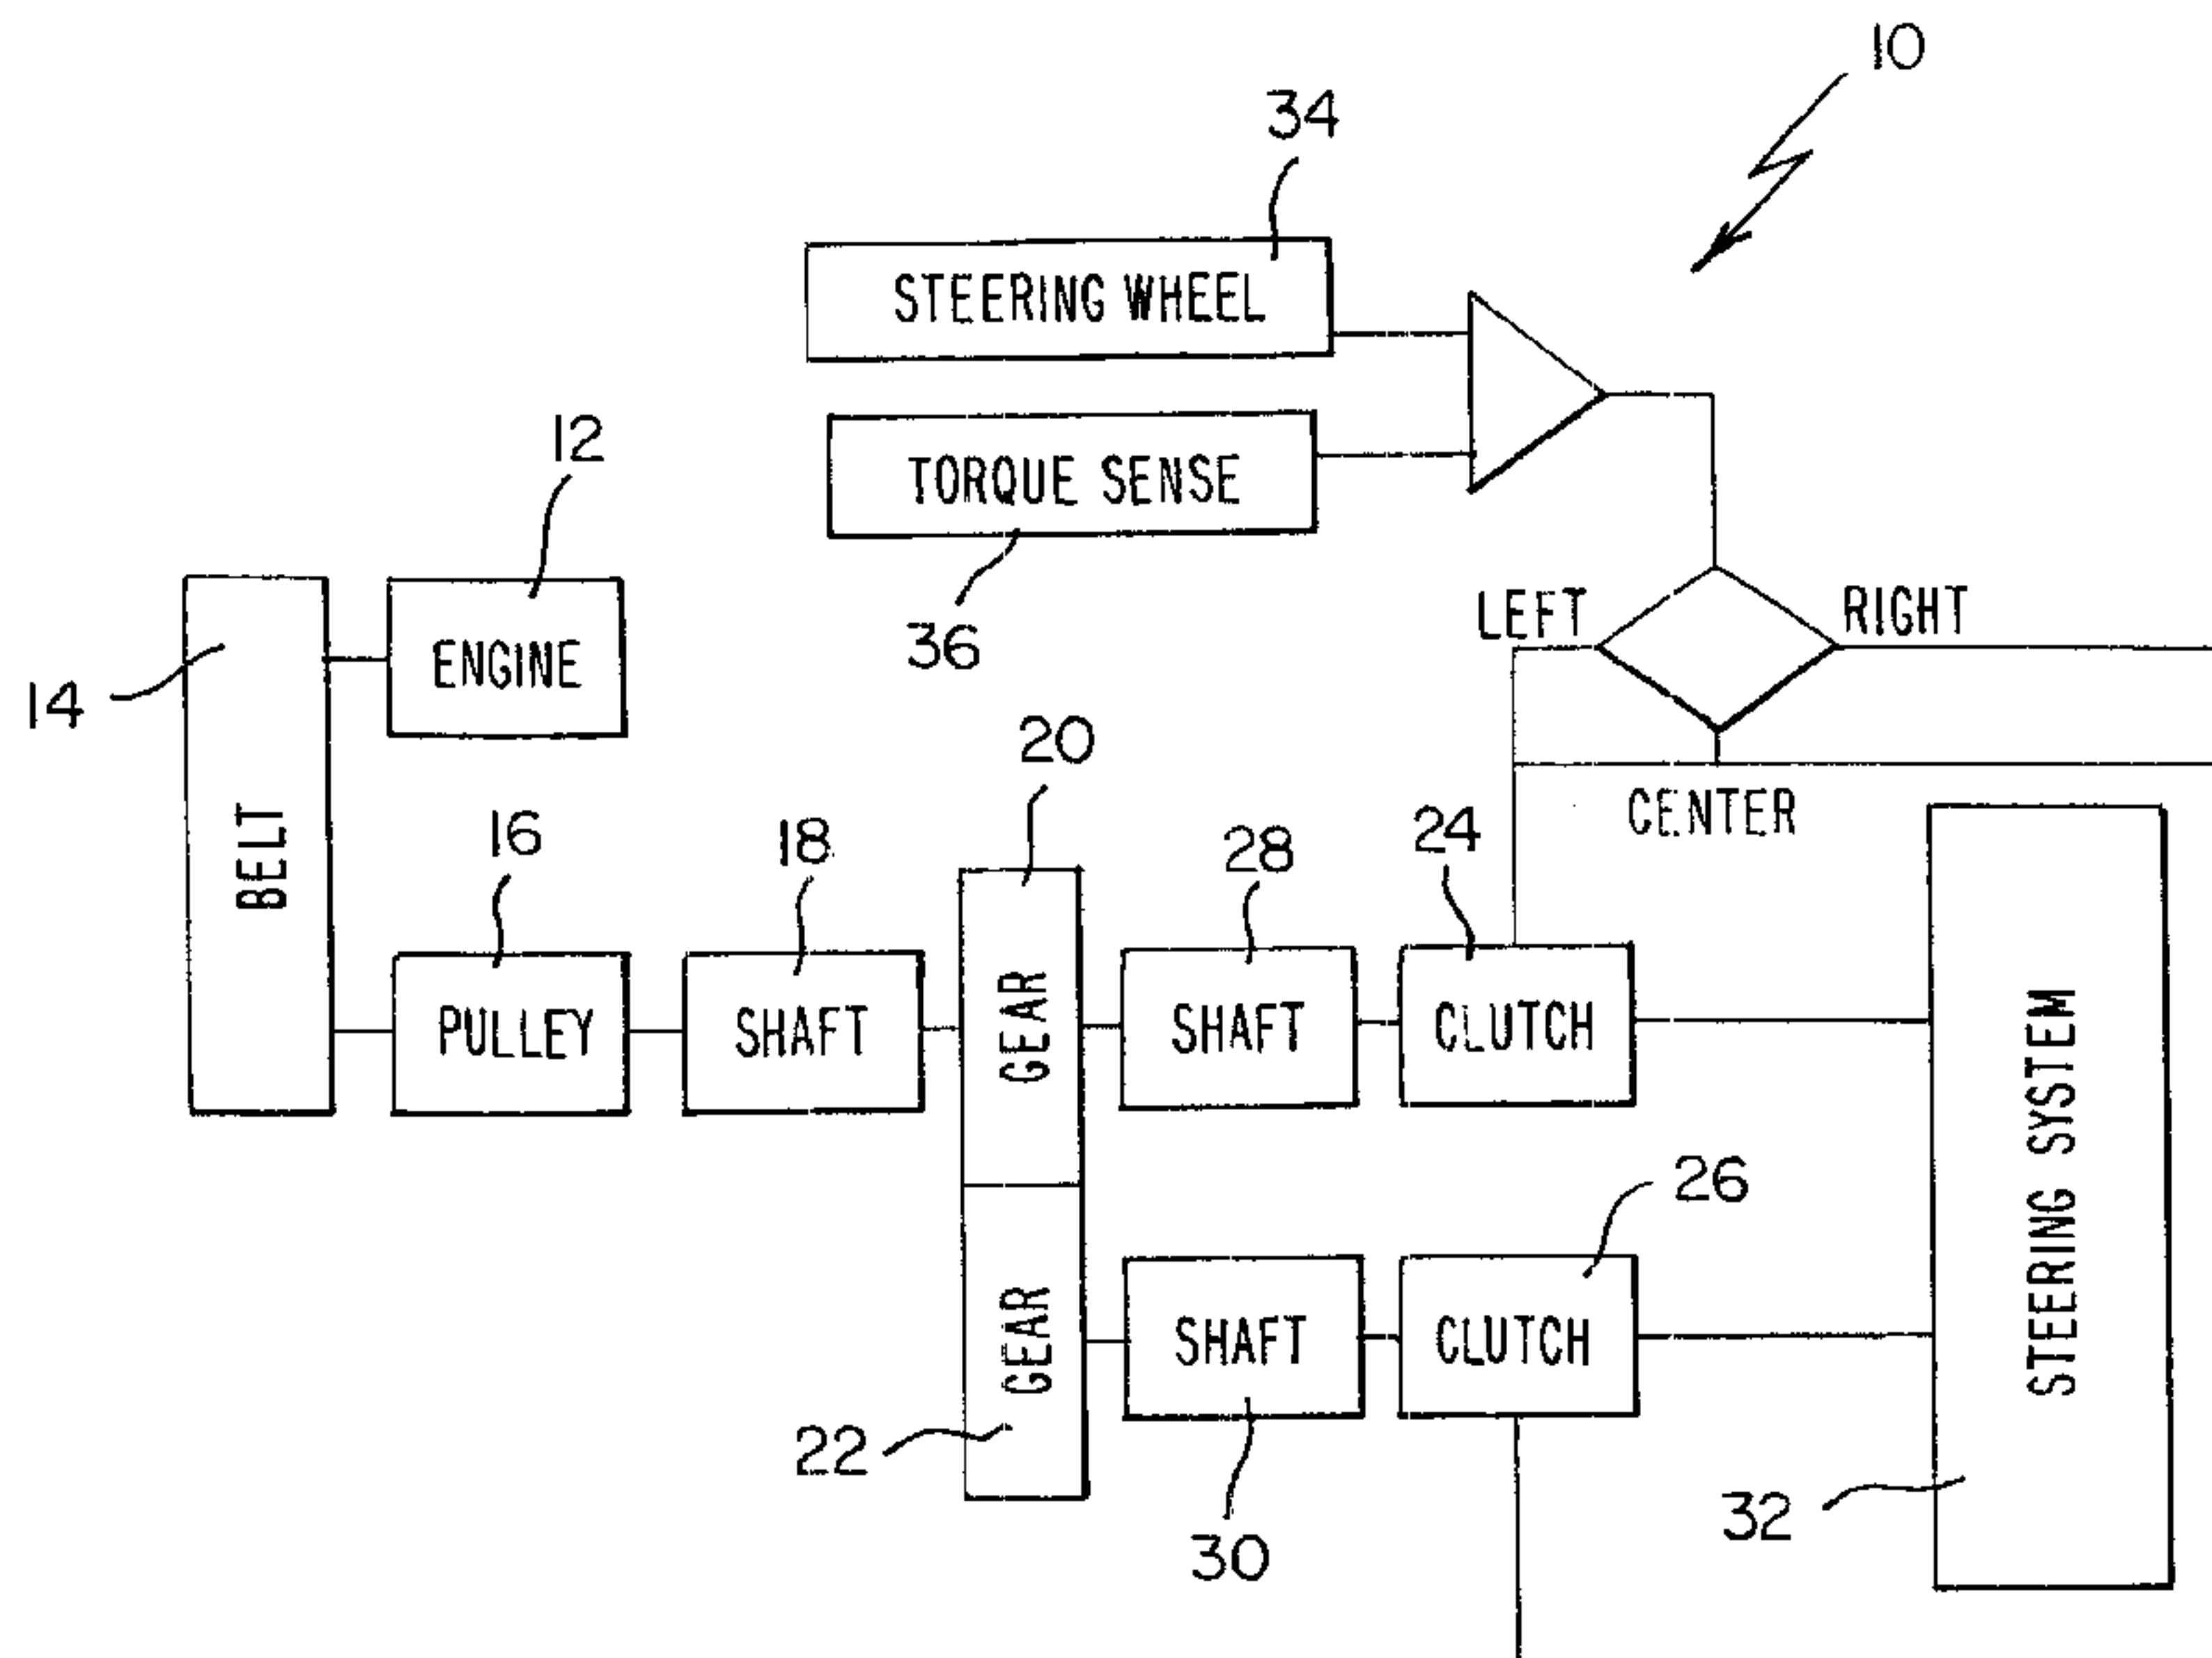 10
34
STEERING WHEEL
12
TORQUE SENSE
36
LEFT
RIGHT
ENGINE
14
20
CENTER
BELT
16
18
28
24
PULLEY
SHAFT
GEAR
SHAFT
CLUTCH
STEERING SYSTEM
26
GEAR
SHAFT
CLUTCH
22
30
32